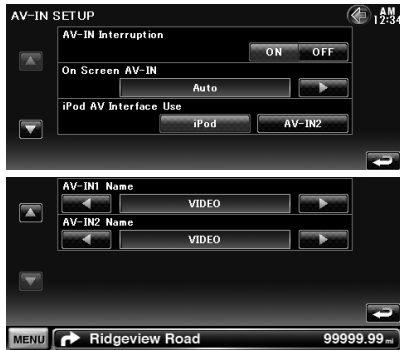 AV-IN SETUP AM 12:34
AV-IN Interruption
ON OFF
On Screen AV-IN
Auto
iPod AV Interface Use
iPod AV-IN2
AV-IN1 Name
VIDEO
AV-IN2 Name
VIDEO
MENU Ridgeview Road 99999.99 mi